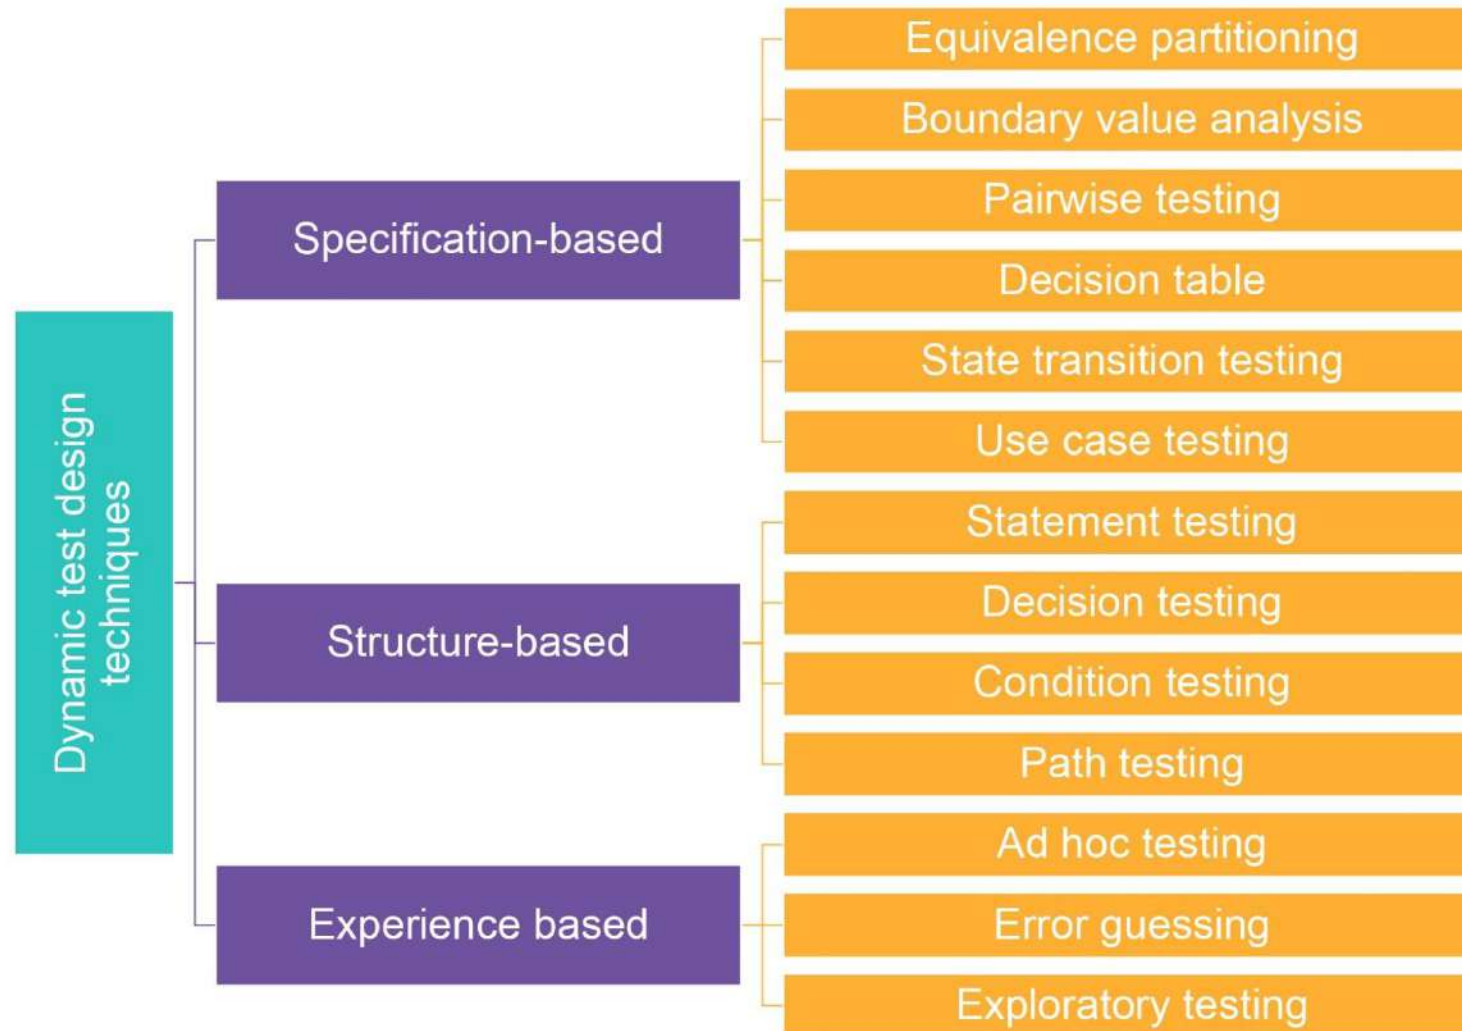 Dynamic test design
techniques
Specification-based
Equivalence partitioning
Boundary value analysis
Pairwise testing
Decision table
State transition testing
Use case testing
Structure-based
Statement testing
Decision testing
Condition testing
Path testing
Experience based
Ad hoc testing
Error guessing
Exploratory testing